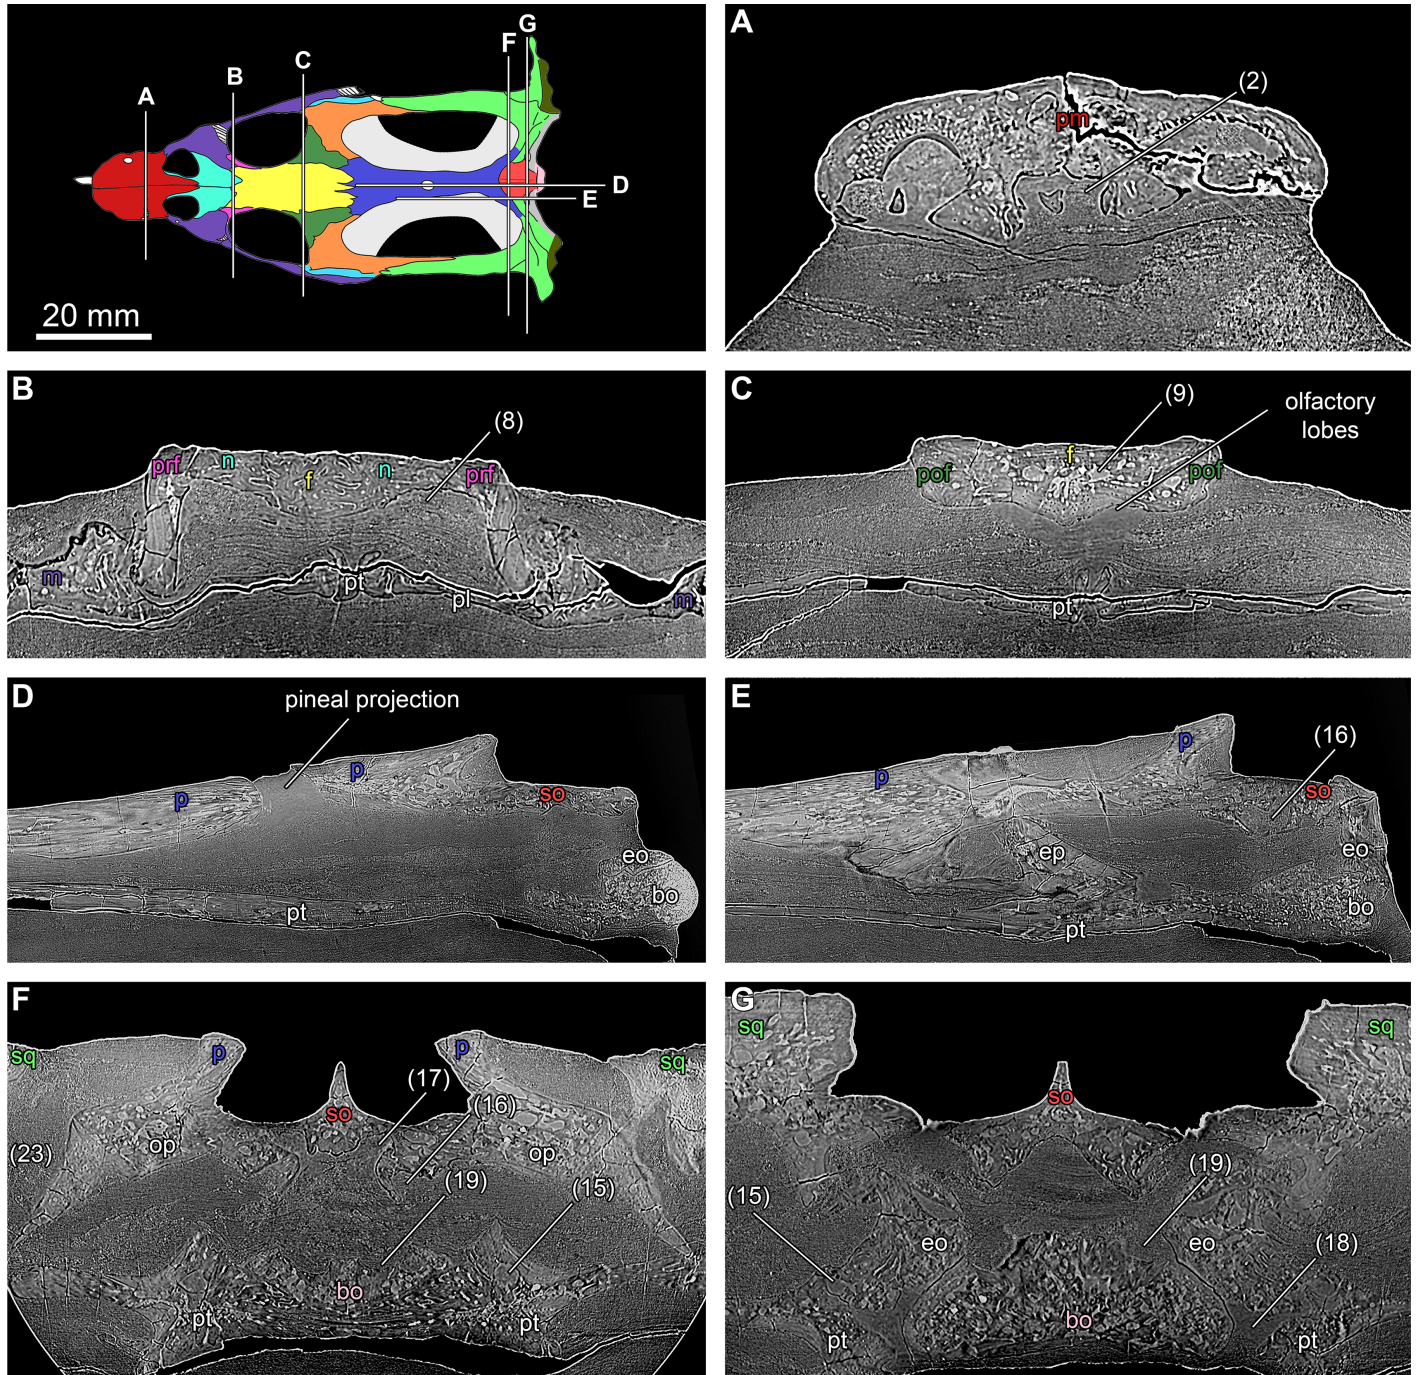 G
F
C
B
A
D
E
20 mm
A
(2)
pm
B
(8)
prf
n
f
n
prf
m
pt
pl
m
C
(9)
olfactory
lobes
f
pof
pof
pt
D
pineal projection
p
p
so
eo
bo
pt
E
(16)
p
p
so
ep
eo
bo
pt
F
sq
p
p
sq
(17)
(16)
so
op
op
(23)
(19)
(15)
bo
pt
pt
G
sq
sq
so
(19)
(15)
eo
eo
(18)
bo
pt
pt